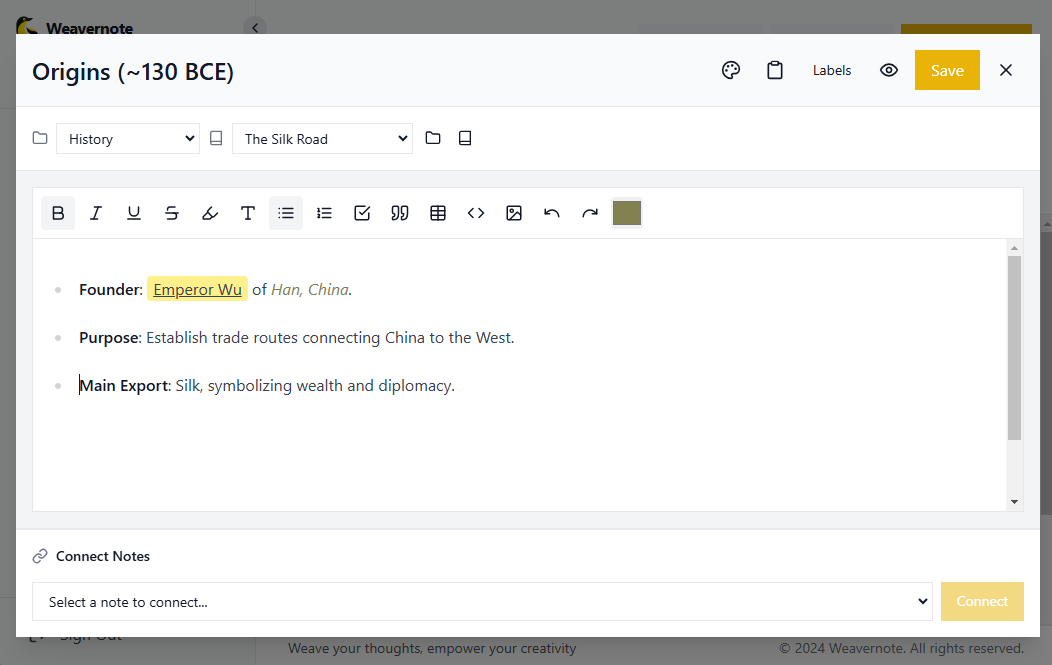 Weavernote
Origins (~130 BCE)
Labels
Save
History
The Silk Road
Founder: Emperor Wu of Han, China.
Purpose: Establish trade routes connecting China to the West.
Main Export: Silk, symbolizing wealth and diplomacy.
Connect Notes
Select a note to connect...
Connect
Sign Out
Weave your thoughts, empower your creativity
© 2024 Weavernote. All rights reserved.